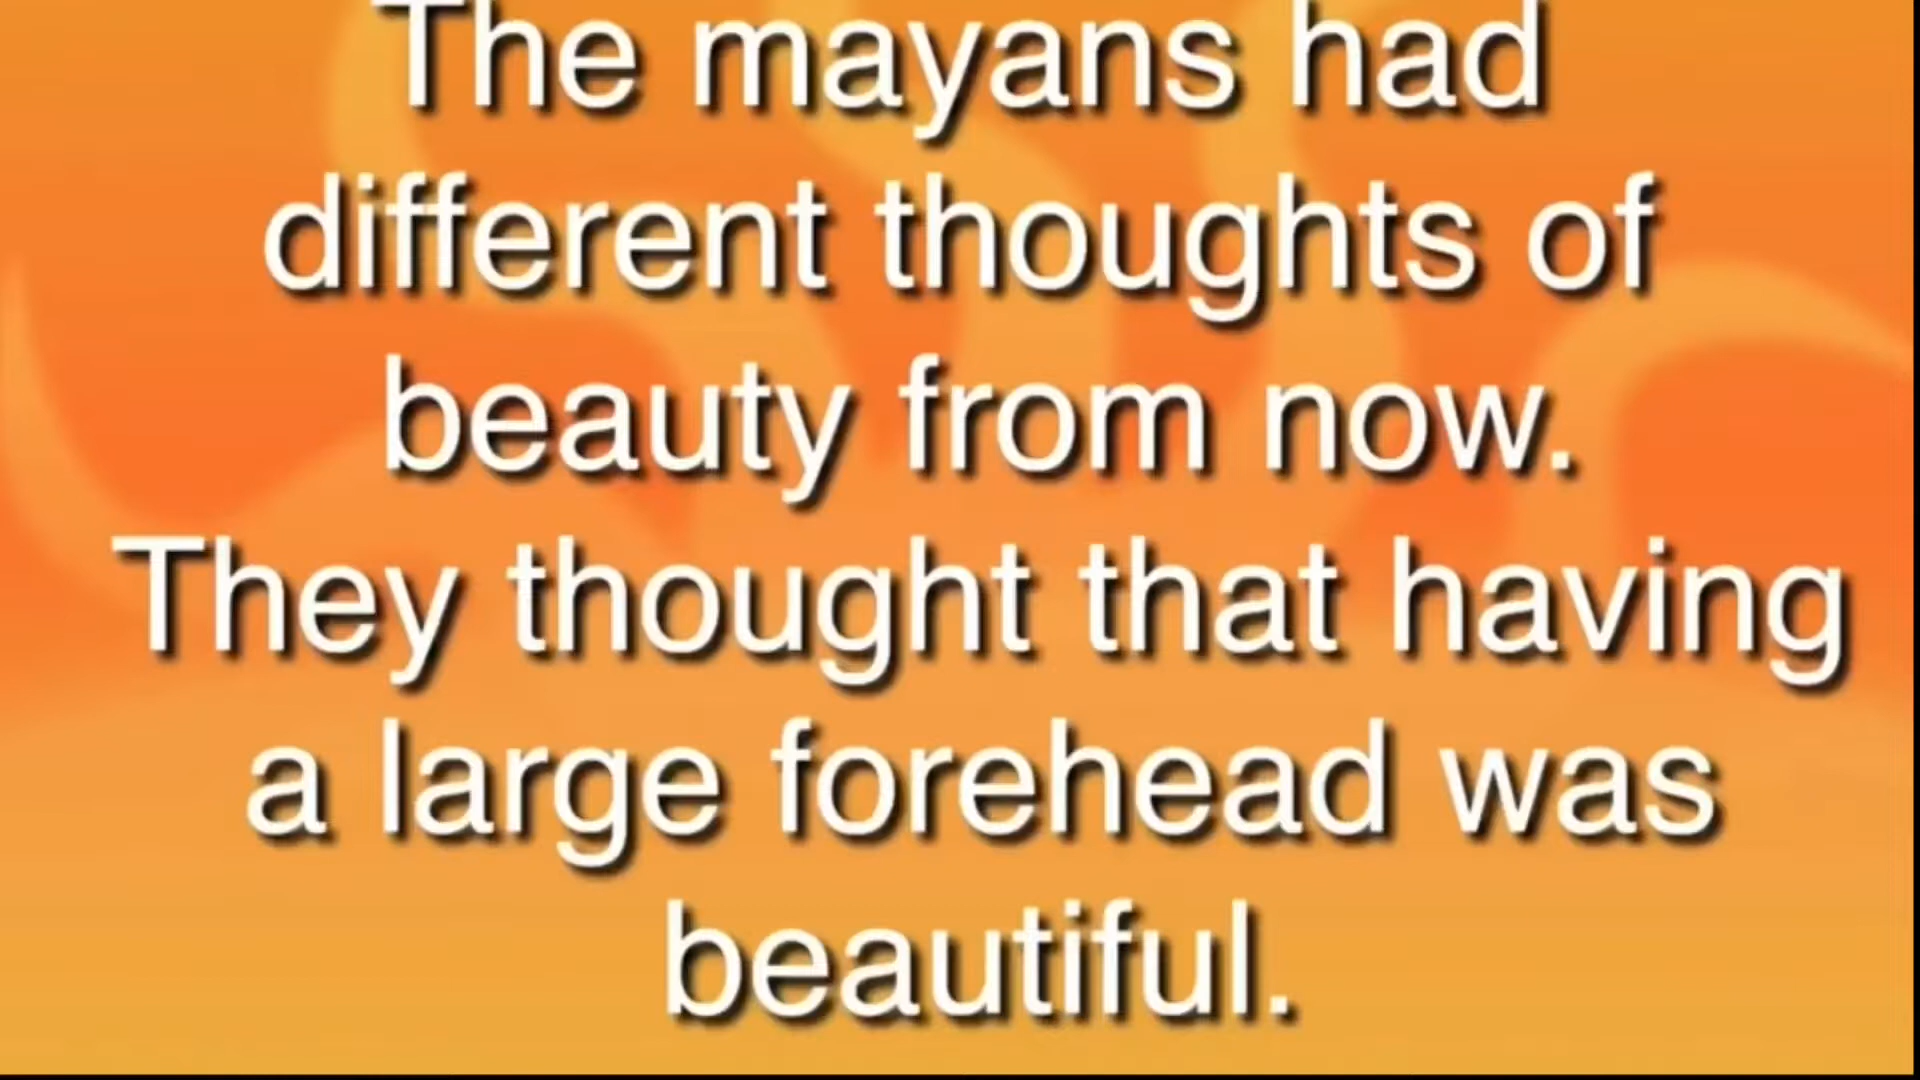 The mayans had
different thoughts of
beauty from now.
They thought that having
a large forehead was
beautiful.